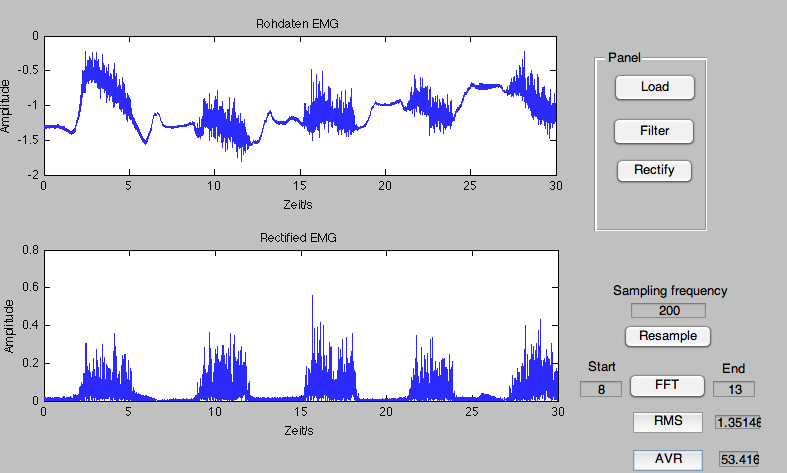 Rohdaten EMG
0
-0.5
-1
-1.5
-2
Amplitude
0 5 10 15 20 25 30
Zeit/s
Rectified EMG
0.8
0.6
0.4
0.2
0
Amplitude
0 5 10 15 20 25 30
Zeit/s
Panel
Load
Filter
Rectify
Sampling frequency
200
Resample
Start End
8 FFT 13
RMS 1.35148
AVR 53.416